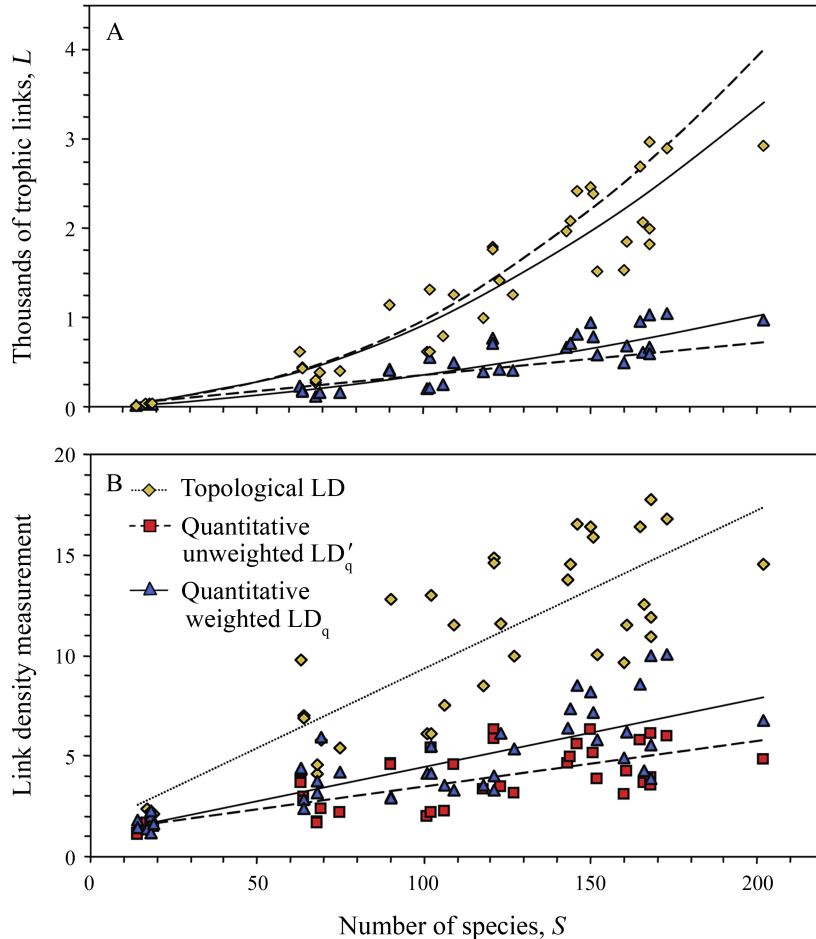 A
4
3
2
1
0
Thousands of trophic links, L
B
20
15
10
5
0
Link density measurement
Topological LD
Quantitative
unweighted LD′q
Quantitative
weighted LDq
0 50 100 150 200
Number of species, S